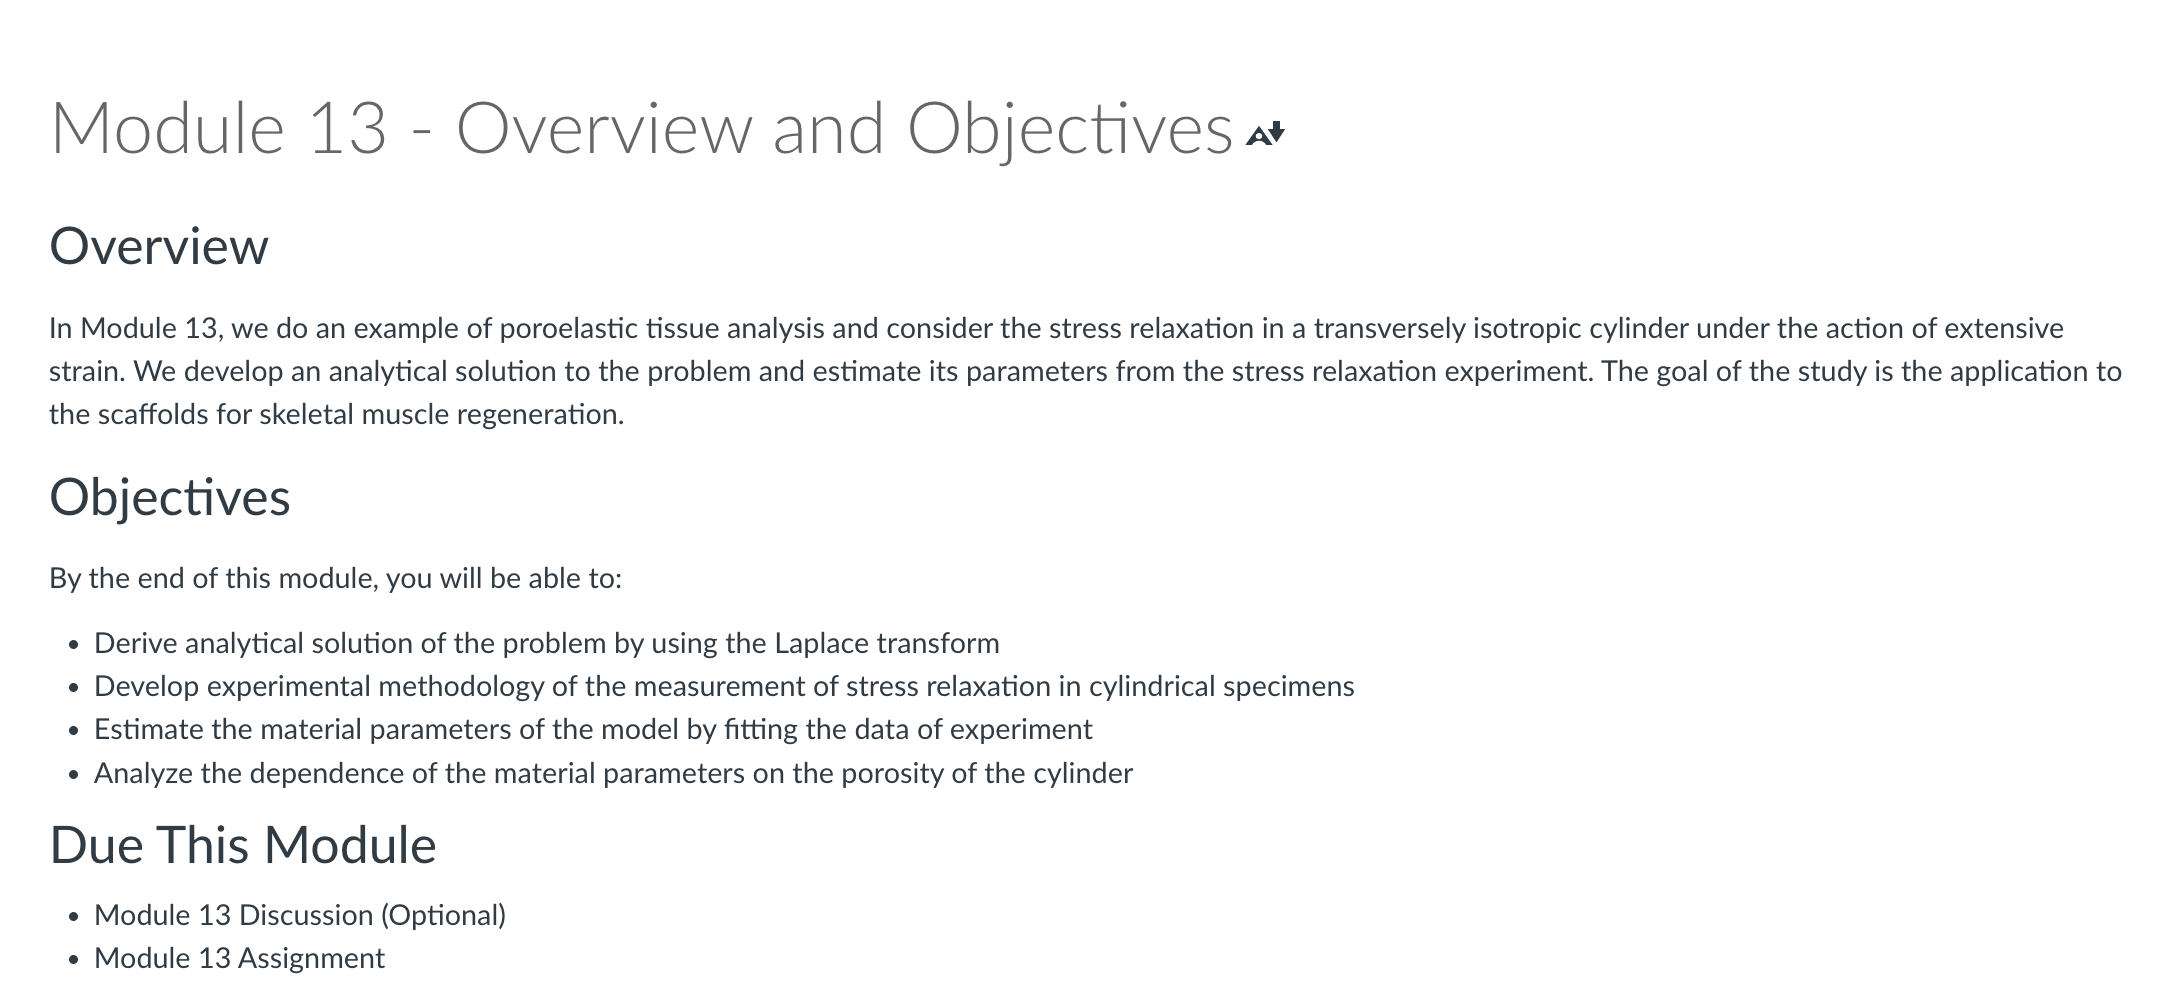 Module 13 - Overview and Objectives
Overview
In Module 13, we do an example of poroelastic tissue analysis and consider the stress relaxation in a transversely isotropic cylinder under the action of extensive
strain. We develop an analytical solution to the problem and estimate its parameters from the stress relaxation experiment. The goal of the study is the application to
the scaffolds for skeletal muscle regeneration.
Objectives
By the end of this module, you will be able to:
• Derive analytical solution of the problem by using the Laplace transform
• Develop experimental methodology of the measurement of stress relaxation in cylindrical specimens
• Estimate the material parameters of the model by fitting the data of experiment
• Analyze the dependence of the material parameters on the porosity of the cylinder
Due This Module
• Module 13 Discussion (Optional)
• Module 13 Assignment